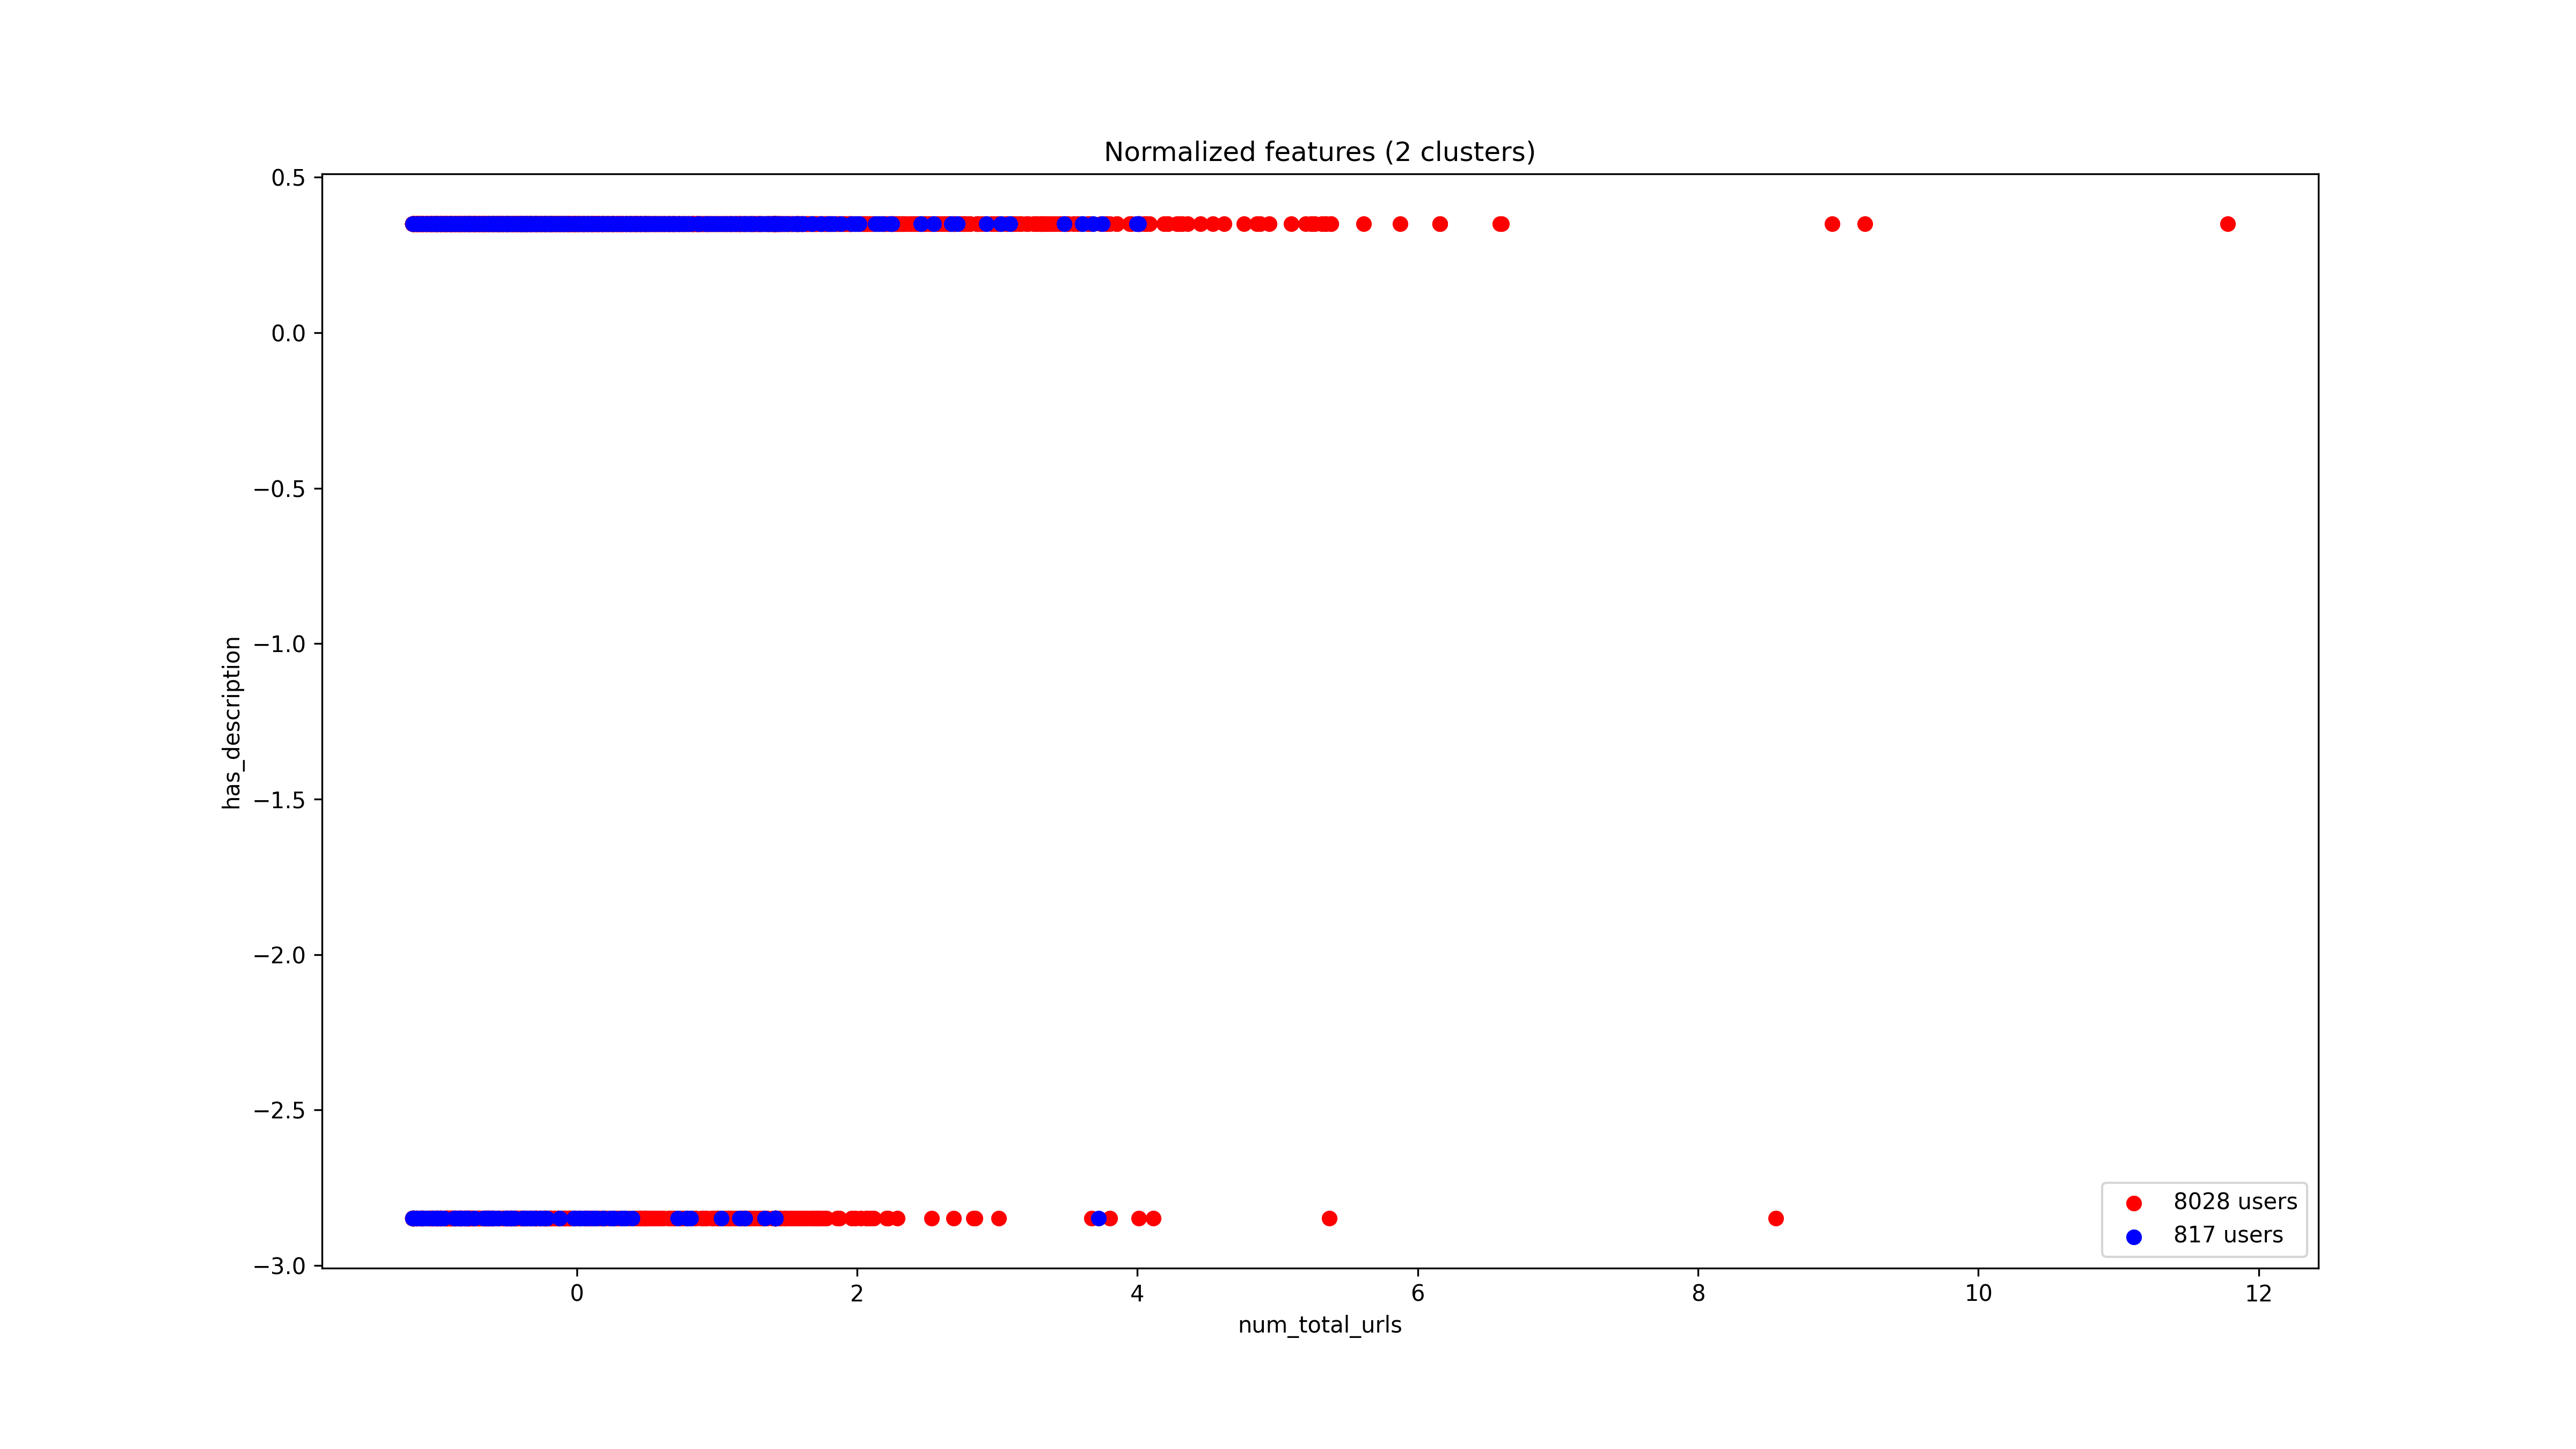 Normalized features (2 clusters)
0.5
0.0
−0.5
−1.0
−1.5
−2.0
−2.5
−3.0
has_description
0 2 4 6 8 10 12
num_total_urls
8028 users
817 users